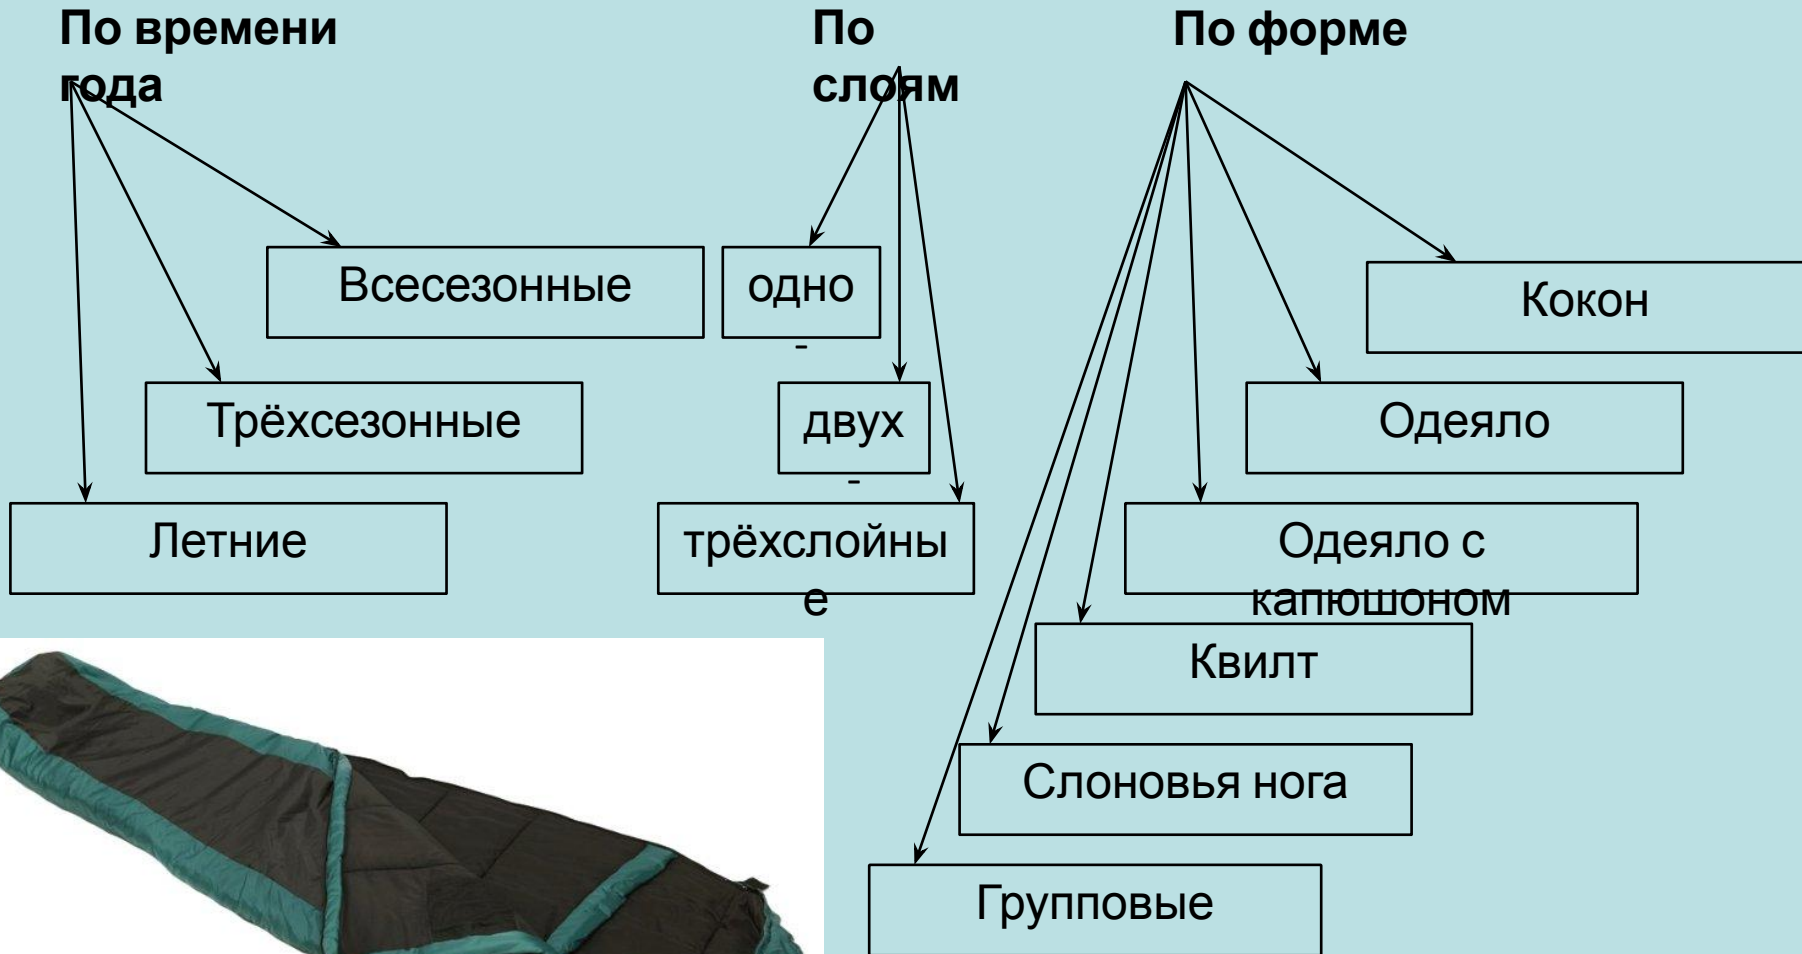 По времени
года
Всесезонные
Трёхсезонные
Летние
По
слоям
одно
-
двух
-
трёхслойны
е
По форме
Кокон
Одеяло
Одеяло с
капюшоном
Квилт
Слоновья нога
Групповые